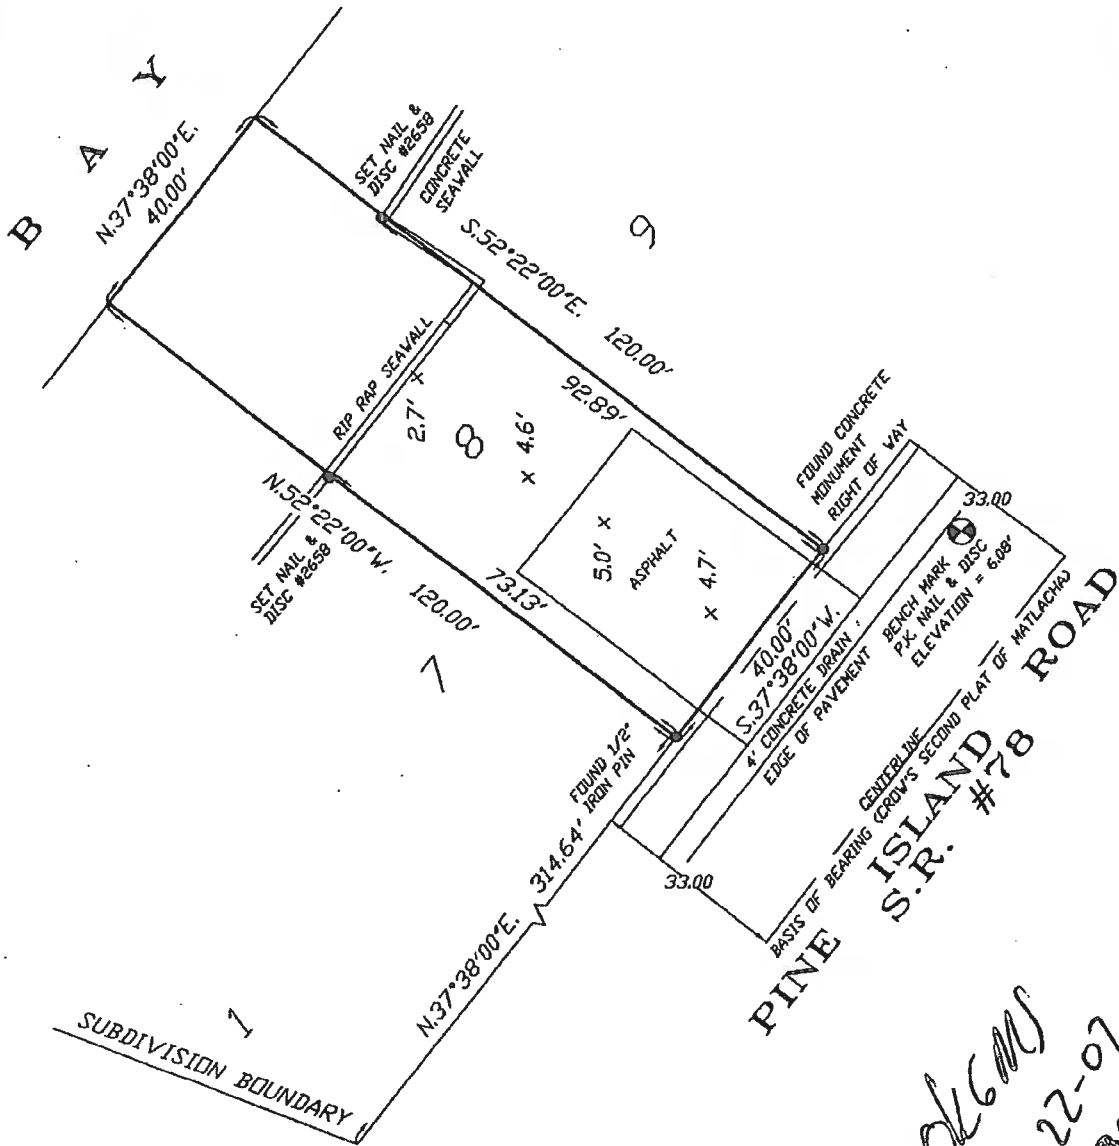 B A Y
N.37°38'00"E.
40.00'
SET NAIL &
DISC #2658
CONCRETE
SEAWALL
9
S.52°22'00"E. 120.00'
92.89'
RIP RAP SEAWALL
2.7'
8
4.6'
SET NAIL &
DISC #2658
N.52°22'00"W. 120.00'
73.13'
7
5.0'
ASPHALT
4.7'
FOUND CONCRETE
MONUMENT
RIGHT OF WAY
33.00
BENCH MARK
P.K. NAIL & DISC
ELEVATION = 6.08'
40.00'
S.37°38'00"W.
4' CONCRETE DRAIN
EDGE OF PAVEMENT
FOUND 1/2"
IRON PIN
N.37°38'00"E. 314.64'
33.00
CENTERLINE
BASIS OF BEARING (CROW'S SECOND PLAT OF MATLACHA)
PINE ISLAND ROAD
S.R. #78
1
SUBDIVISION BOUNDARY
22-07